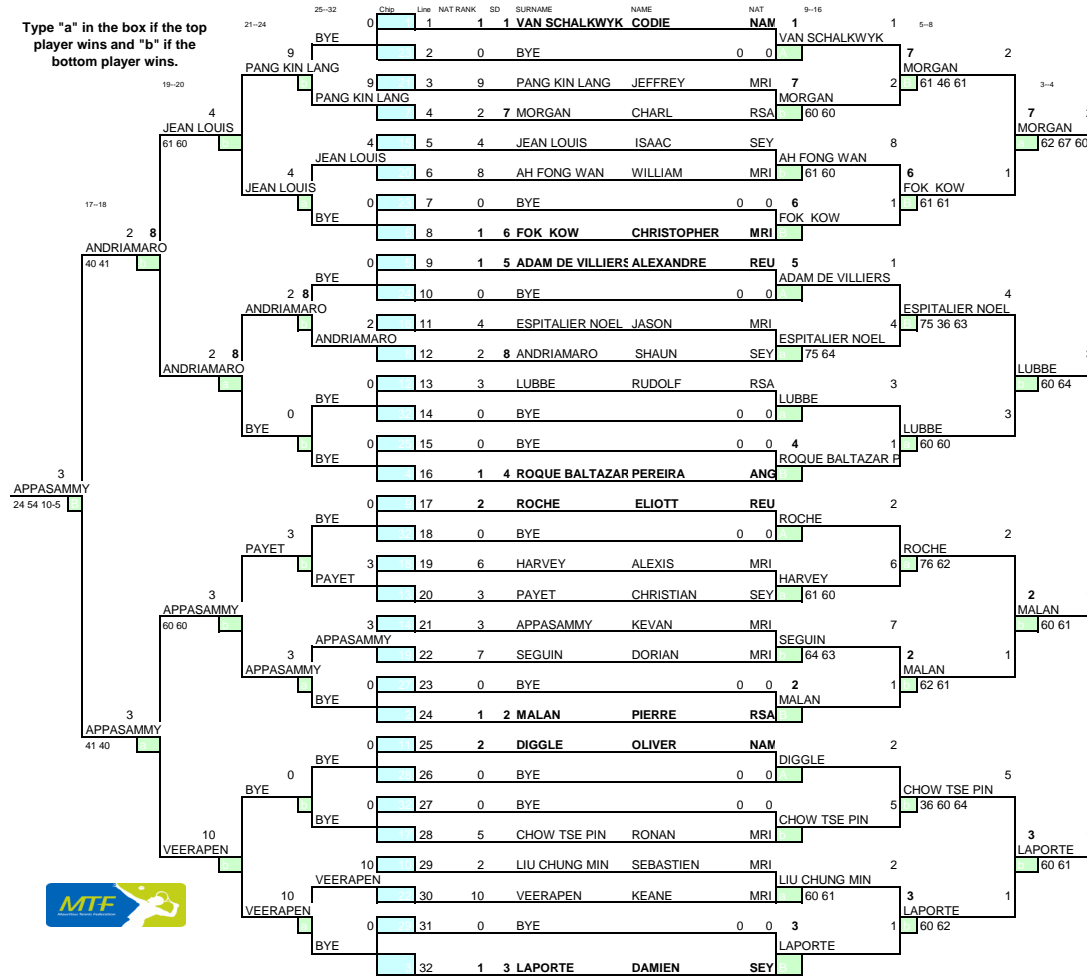 25--32 Chip Line NAT RANK SD SURNAME NAME NAT 9--16
Type "a" in the box if the top player wins and "b" if the bottom player wins.
21--24 5--8
19--20 3--4
17--18
0 1 1 1 VAN SCHALKWYK CODIE NAM 1 1
BYE VAN SCHALKWYK
9 2 0 BYE 0 0 7 2
PANG KIN LANG MORGAN
9 3 9 PANG KIN LANG JEFFREY MRI 7 2 61 46 61
PANG KIN LANG MORGAN
4 4 2 7 MORGAN CHARL RSA 60 60 7
JEAN LOUIS MORGAN
61 60 4 5 4 JEAN LOUIS ISAAC SEY 8 62 67 60
JEAN LOUIS AH FONG WAN
4 6 8 AH FONG WAN WILLIAM MRI 61 60 6 1
JEAN LOUIS FOK KOW
0 7 0 BYE 0 0 6 1 61 61
BYE FOK KOW
2 8 8 1 6 FOK KOW CHRISTOPHER MRI
ANDRIAMARO
40 41 0 9 1 5 ADAM DE VILLIERS ALEXANDRE REU 5 1
BYE ADAM DE VILLIERS
2 8 10 0 BYE 0 0 4
ANDRIAMARO ESPITALIER NOEL
2 11 4 ESPITALIER NOEL JASON MRI 4 75 36 63
ANDRIAMARO ESPITALIER NOEL
2 8 12 2 8 ANDRIAMARO SHAUN SEY 75 64
ANDRIAMARO LUBBE
0 13 3 LUBBE RUDOLF RSA 3 60 64
BYE LUBBE
0 14 0 BYE 0 0 3
BYE LUBBE
0 15 0 BYE 0 0 4 1 60 60
BYE ROQUE BALTAZAR P
3 16 1 4 ROQUE BALTAZAR PEREIRA ANG
APPASAMMY
24 54 10-5 0 17 2 ROCHE ELIOTT REU 2
BYE ROCHE
3 18 0 BYE 0 0 2
PAYET ROCHE
3 19 6 HARVEY ALEXIS MRI 6 76 62
PAYET HARVEY
3 20 3 PAYET CHRISTIAN SEY 61 60 2
APPASAMMY MALAN
60 60 3 21 3 APPASAMMY KEVAN MRI 7 60 61
APPASAMMY SEGUIN
3 22 7 SEGUIN DORIAN MRI 64 63 2 1
APPASAMMY MALAN
0 23 0 BYE 0 0 2 1 62 61
BYE MALAN
3 24 1 2 MALAN PIERRE RSA
APPASAMMY
41 40 0 25 2 DIGGLE OLIVER NAM 2
BYE DIGGLE
0 26 0 BYE 0 0 5
BYE CHOW TSE PIN
0 27 0 BYE 0 0 5 36 60 64
BYE CHOW TSE PIN
10 28 5 CHOW TSE PIN RONAN MRI 3
VEERAPEN LAPORTE
10 29 2 LIU CHUNG MIN SEBASTIEN MRI 2 60 61
VEERAPEN LIU CHUNG MIN
10 30 10 VEERAPEN KEANE MRI 60 61 3 1
VEERAPEN LAPORTE
0 31 0 BYE 0 0 3 1 60 62
BYE LAPORTE
32 1 3 LAPORTE DAMIEN SEY
MTF
Mauritius Tennis Federation